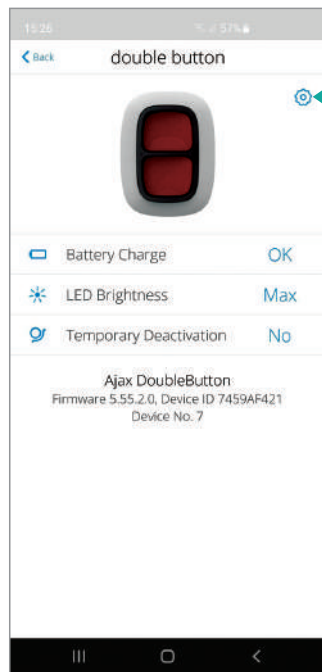 15:26 57%
Back double button
Battery Charge OK
LED Brightness Max
Temporary Deactivation No
Ajax DoubleButton
Firmware 5.55.2.0, Device ID 7459AF421
Device No. 7